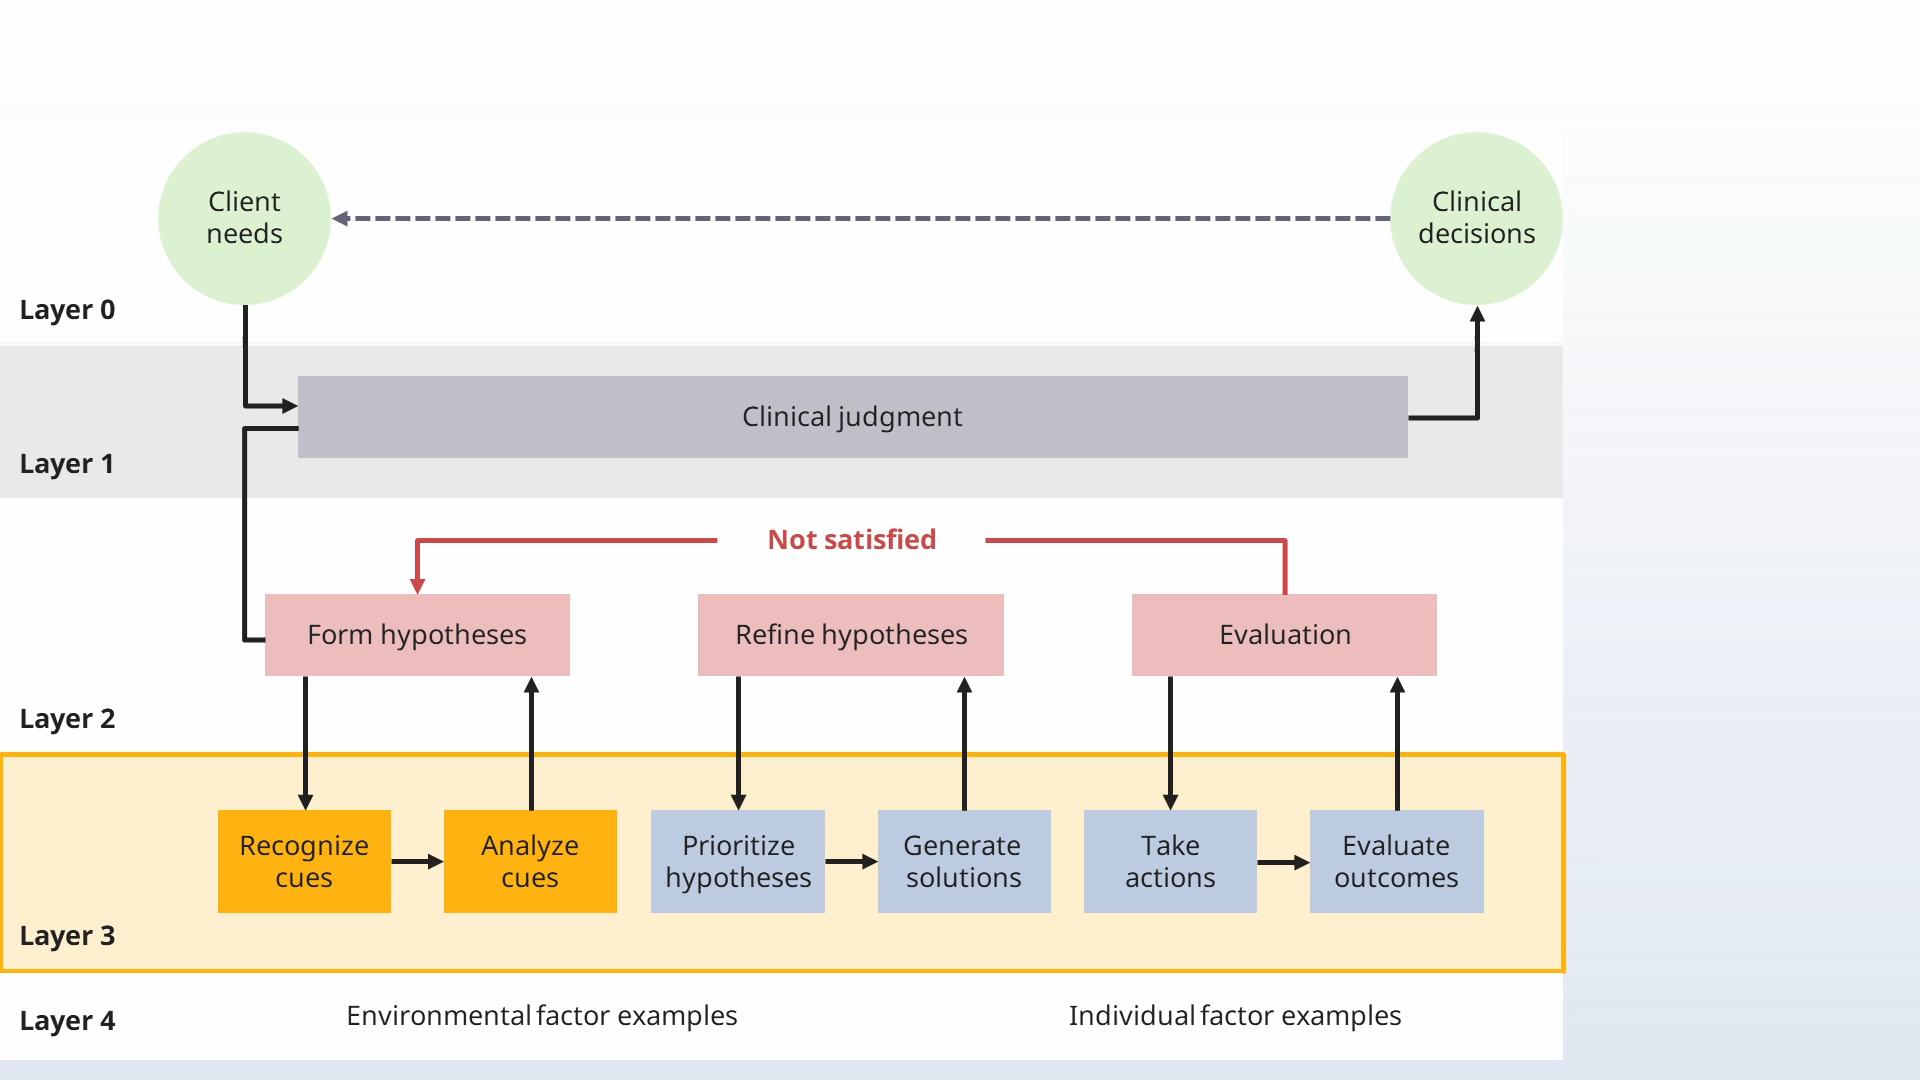 Client
needs
Clinical
decisions
Layer 0
Clinical judgment
Layer 1
Not satisfied
Form hypotheses
Refine hypotheses
Evaluation
Layer 2
Recognize
cues
Analyze
cues
Prioritize
hypotheses
Generate
solutions
Take
actions
Evaluate
outcomes
Layer 3
Layer 4
Environmental factor examples
Individual factor examples